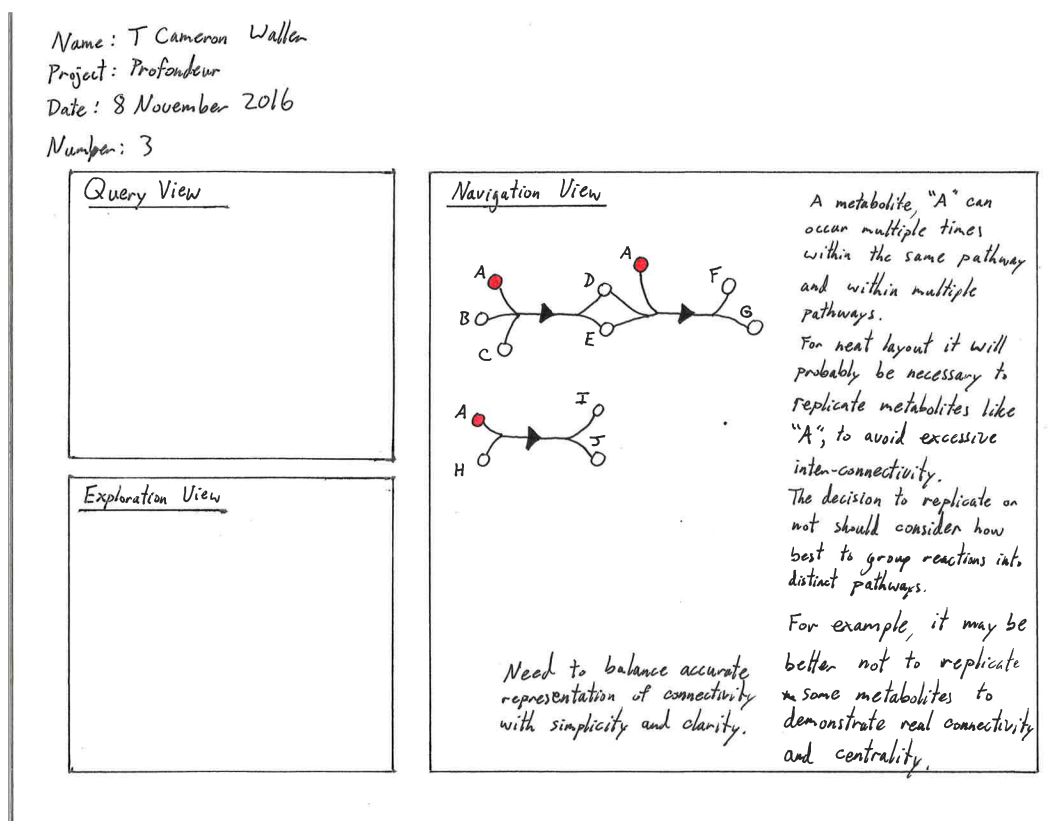 Name: T Cameron Waller
Project: Profondeur
Date: 8 November 2016
Number: 3
Query View
Exploration View
Navigation View
A
A
B
C
D
E
F
G
A
H
I
J
A metabolite, "A" can
occur multiple times
within the same pathway
and within multiple
pathways.
For neat layout it will
probably be necessary to
replicate metabolites like
"A", to avoid excessive
inter-connectivity.
The decision to replicate or
not should consider how
best to group reactions into
distinct pathways.
For example, it may be
better not to replicate
some metabolites to
demonstrate real connectivity
and centrality.
Need to balance accurate
representation of connectivity
with simplicity and clarity.